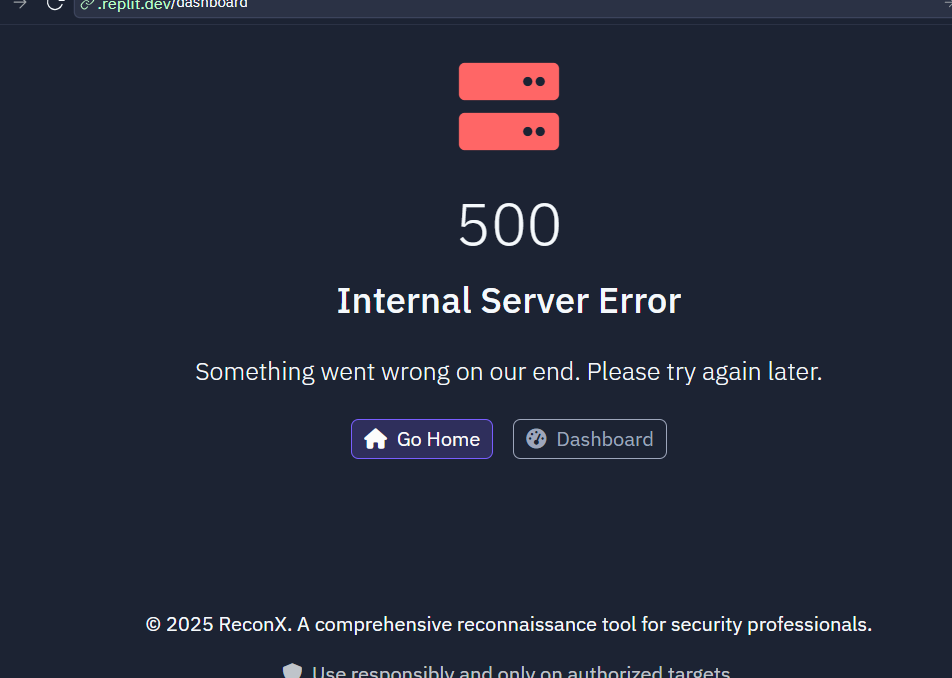 .replit.dev/dashboard
500
Internal Server Error
Something went wrong on our end. Please try again later.
Go Home
Dashboard
© 2025 ReconX. A comprehensive reconnaissance tool for security professionals.
Use responsibly and only on authorized targets